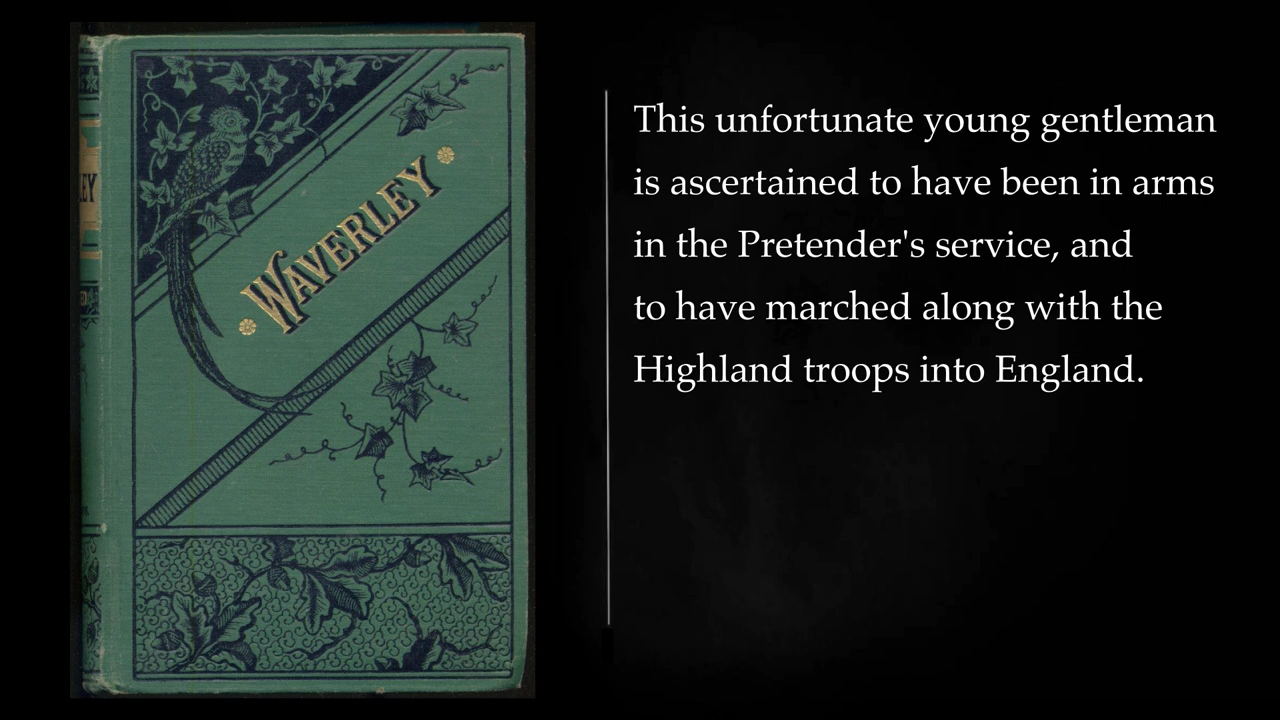 WAVERLEY
This unfortunate young gentleman
is ascertained to have been in arms
in the Pretender's service, and
to have marched along with the
Highland troops into England.